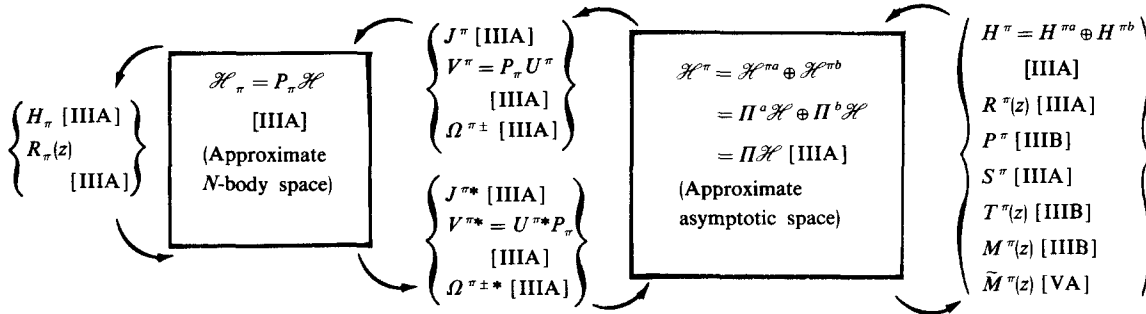 { H_π [IIIA]
R_π(z)
[IIIA] }
ℋ_π = P_π ℋ
[IIIA]
(Approximate
N-body space)
{ J^π [IIIA]
V^π = P_π U^π
[IIIA]
Ω^{π±} [IIIA] }
{ J^{π*} [IIIA]
V^{π*} = U^{π*} P_π
[IIIA]
Ω^{π±*} [IIIA] }
ℋ^π = ℋ^{πa} ⊕ ℋ^{πb}
= Π^a ℋ ⊕ Π^b ℋ
= Πℋ [IIIA]
(Approximate
asymptotic space)
{ H^π = H^{πa} ⊕ H^{πb}
[IIIA]
R^π(z) [IIIA]
P^π [IIIB]
S^π [IIIA]
T^π(z) [IIIB]
M^π(z) [IIIB]
M̃^π(z) [VA] }